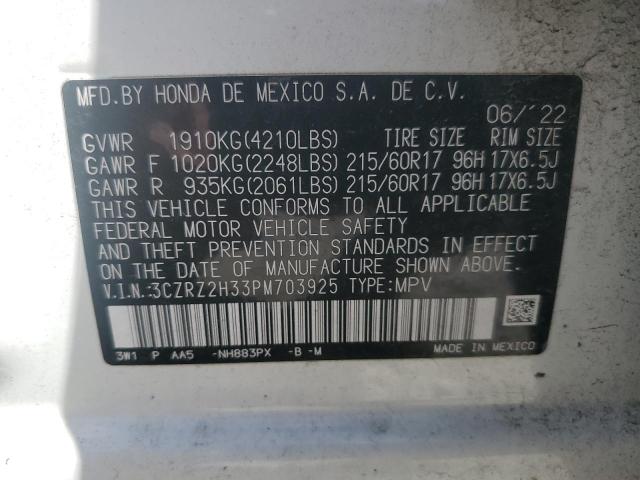 MFD.BY HONDA DE MEXICO S.A. DE C.V.
06/´22
GVWR 1910KG(4210LBS) TIRE SIZE RIM SIZE
GAWR F 1020KG(2248LBS) 215/60R17 96H 17X6.5J
GAWR R 935KG(2061LBS) 215/60R17 96H 17X6.5J
THIS VEHICLE CONFORMS TO ALL APPLICABLE
FEDERAL MOTOR VEHICLE SAFETY
AND THEFT PREVENTION STANDARDS IN EFFECT
ON THE DATE OF MANUFACTURE SHOWN ABOVE.
V.I.N.:3CZRZ2H33PM703925 TYPE:MPV
3W1 P AA5 -NH883PX -B -M
MADE IN MEXICO